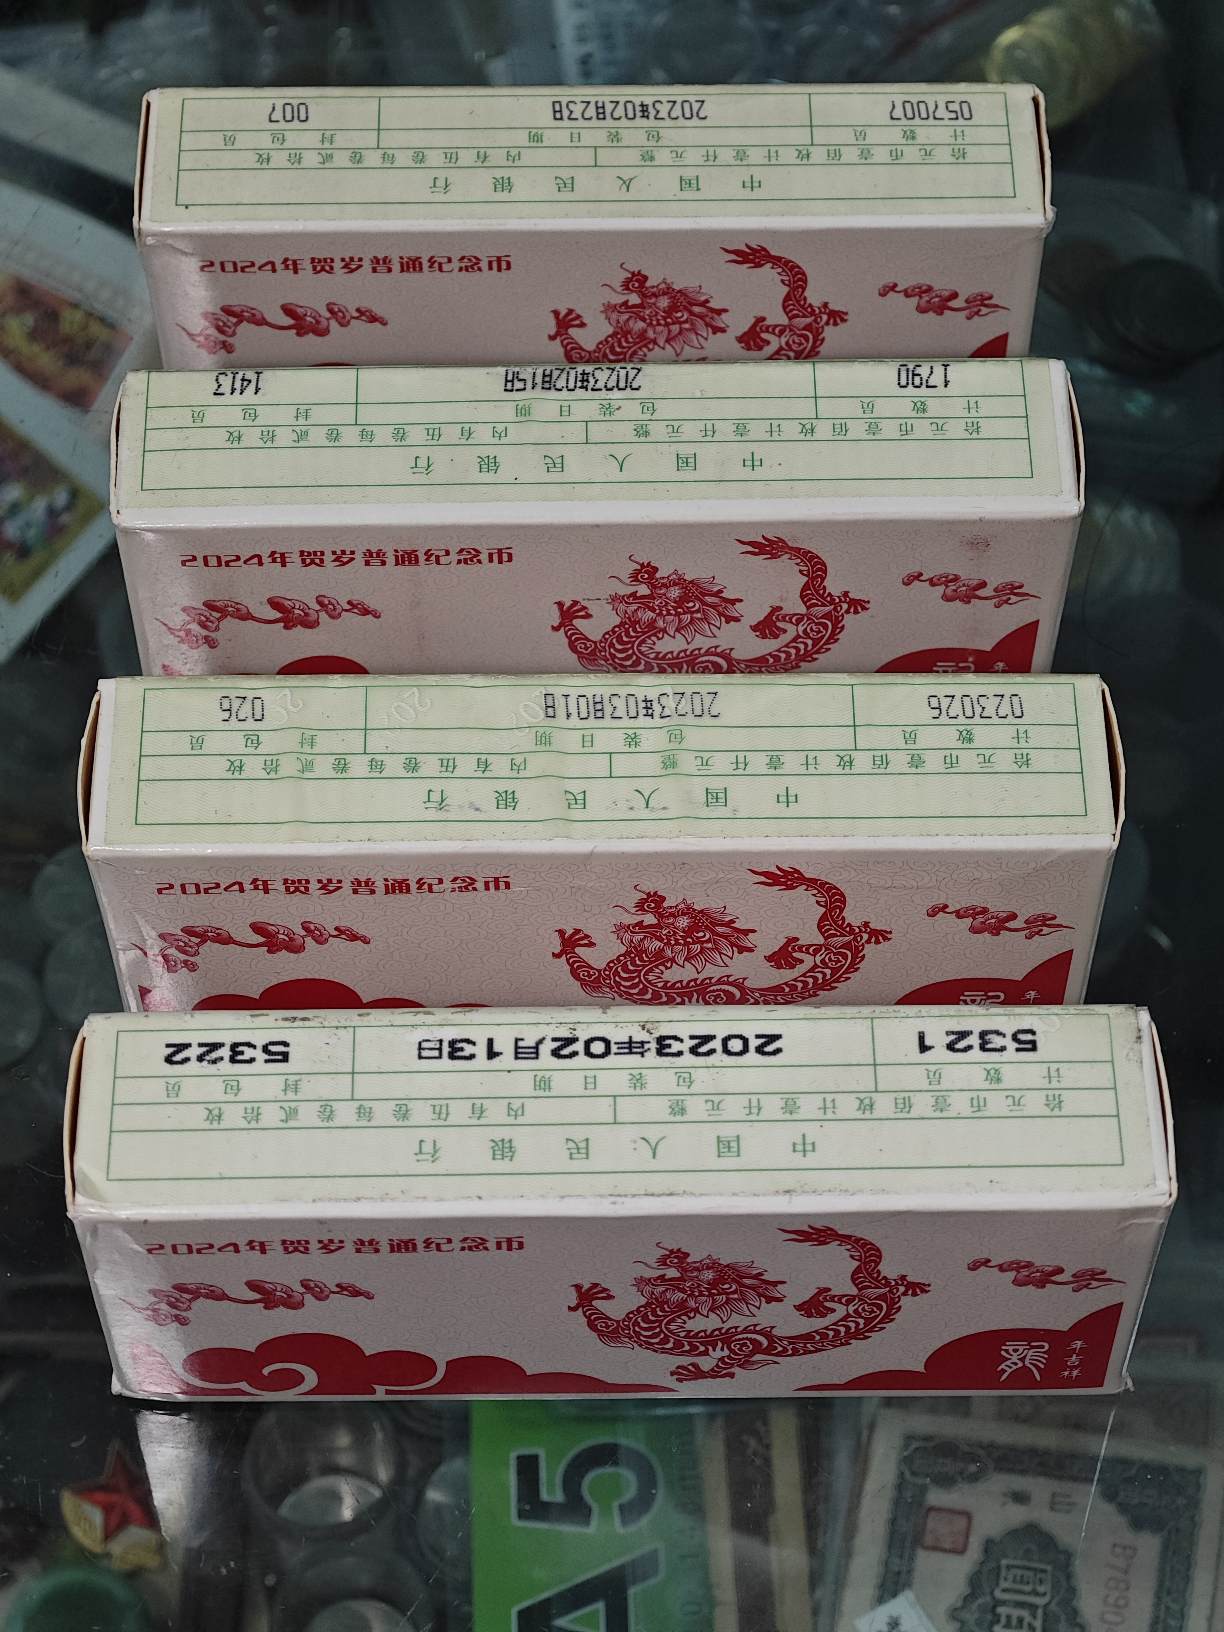 中国人民银行
拾元币壹佰枚计壹仟元整 内有伍卷每卷贰拾枚
计数员 包装日期 封包员
057007 2023年02月23日 007
2024年贺岁普通纪念币
中国人民银行
拾元币壹佰枚计壹仟元整 内有伍卷每卷贰拾枚
计数员 包装日期 封包员
1790 2023年02月15日 1413
2024年贺岁普通纪念币
龍 年
中国人民银行
拾元币壹佰枚计壹仟元整 内有伍卷每卷贰拾枚
计数员 包装日期 封包员
023026 2023年03月01日 026
2024年贺岁普通纪念币
龍 年
中国人民银行
拾元币壹佰枚计壹仟元整 内有伍卷每卷贰拾枚
计数员 包装日期 封包员
5321 2023年02月13日 5322
2024年贺岁普通纪念币
龍 年吉祥
A5